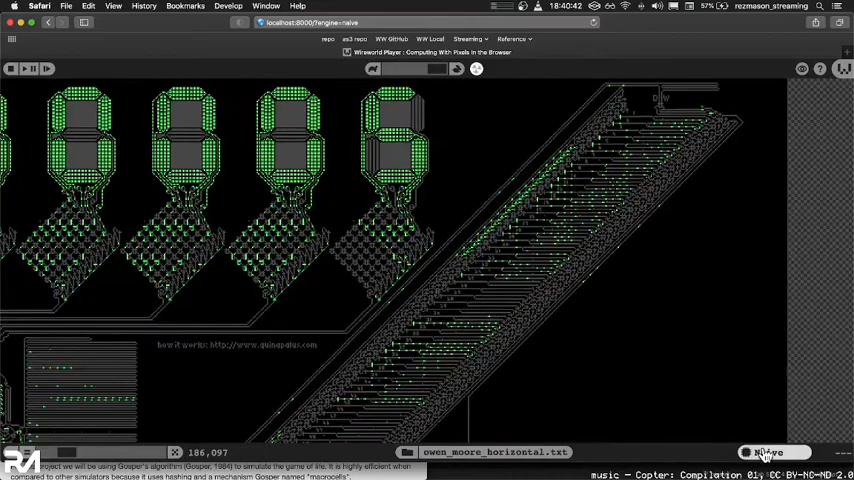 Safari File Edit View History Bookmarks Develop Window Help 57% 18:40:42 rezmason_streaming
localhost:8000/?engine=naive
repo as3 repo WW GitHub WW Local Streaming Reference
Wireworld Player : Computing With Pixels in the Browser
how it works: http://www.quinapalus.com
186,097 owen_moore_horizontal.txt
project we will be using Gosper's algorithm (Gosper, 1984) to simulate the game of life. It is highly efficient when
compared to other simulators because it uses hashing and a mechanism Gosper named "macrocells".
music - Copter: Compilation 01: CC BY-NC-ND 2.0